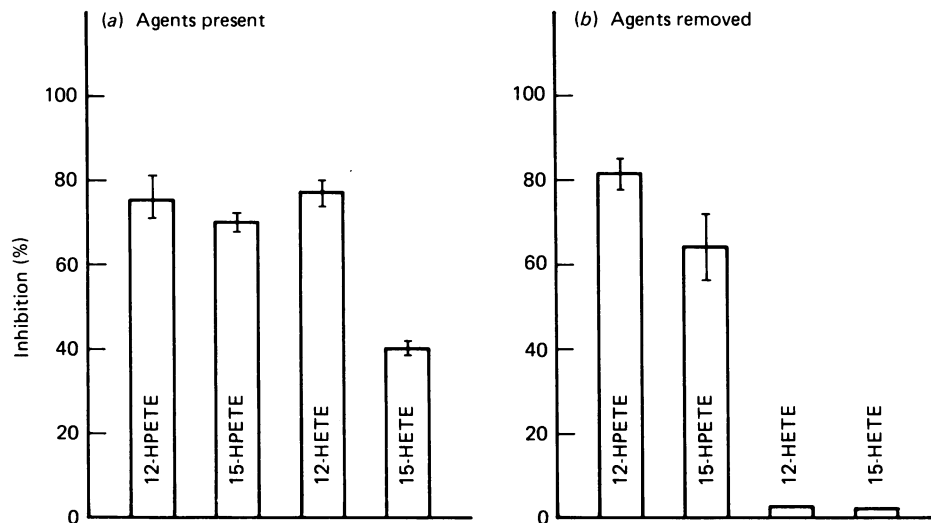 (a) Agents present
Inhibition (%)
100
80
60
40
20
0
12-HPETE
15-HPETE
12-HETE
15-HETE
(b) Agents removed
100
80
60
40
20
0
12-HPETE
15-HPETE
12-HETE
15-HETE